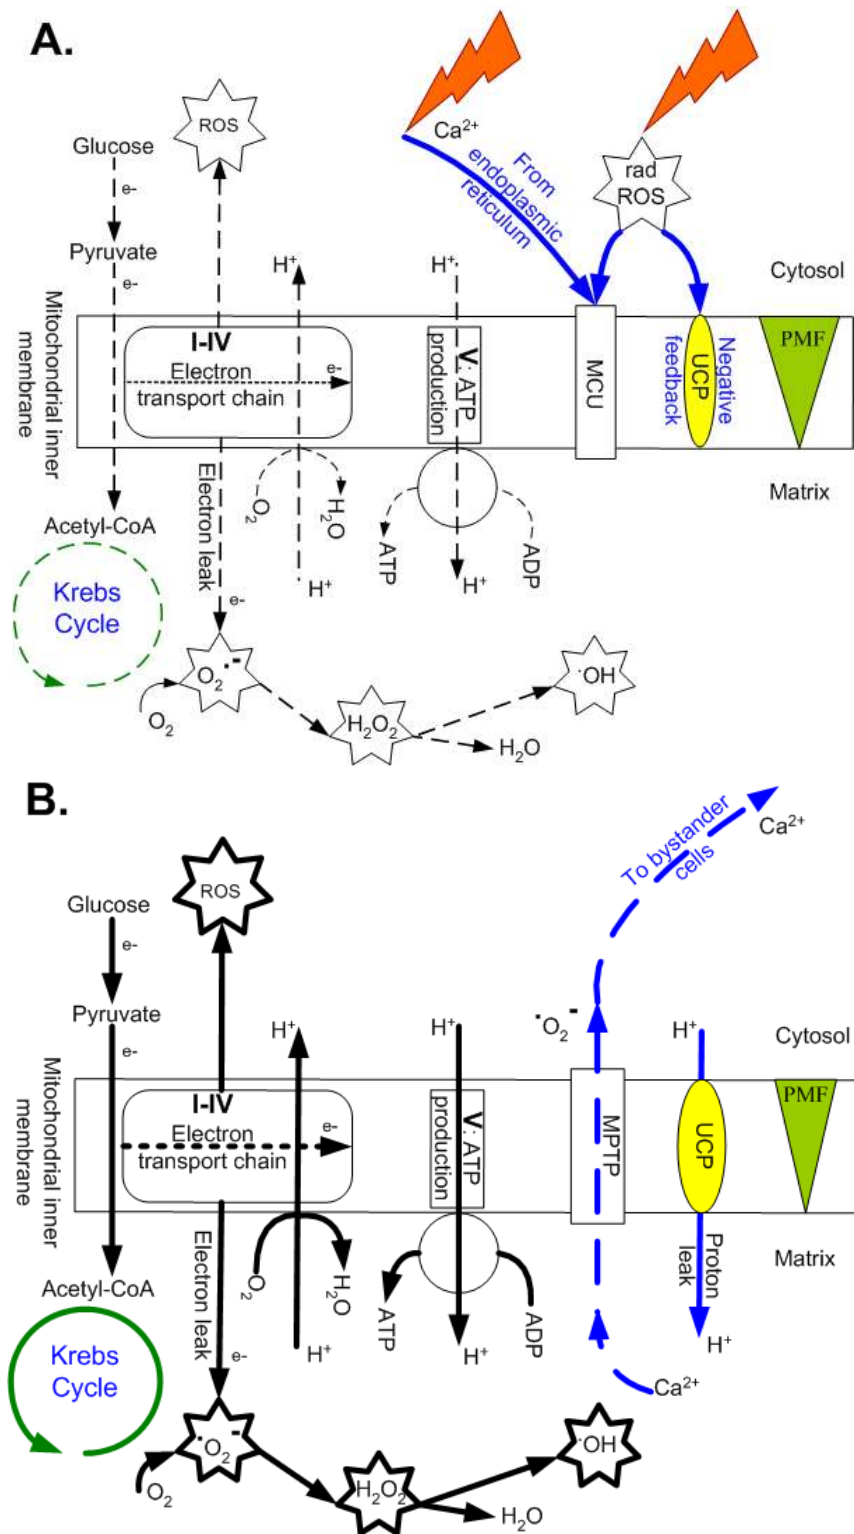 A.
ROS
Glucose
e-
Pyruvate
e-
Ca²⁺
From
endoplasmic
reticulum
rad
ROS
H⁺
H⁺
Cytosol
Mitochondrial inner
membrane
I-IV
Electron
transport chain
e-
V: ATP
production
MCU
UCP
Negative
feedback
PMF
Matrix
Acetyl-CoA
Electron leak
O₂
H₂O
H⁺
ATP
ADP
H⁺
Krebs
Cycle
e-
O₂·-
O₂
H₂O₂
·OH
H₂O
B.
ROS
Glucose
e-
Pyruvate
e-
To bystander
cells
Ca²⁺
H⁺
H⁺
·O₂-
H⁺
Cytosol
Mitochondrial inner
membrane
I-IV
Electron
transport chain
e-
V: ATP
production
MPTP
UCP
PMF
Matrix
Acetyl-CoA
Electron leak
O₂
H₂O
H⁺
ATP
ADP
H⁺
Proton
leak
H⁺
Ca²⁺
Krebs
Cycle
e-
·O₂-
O₂
H₂O₂
·OH
H₂O